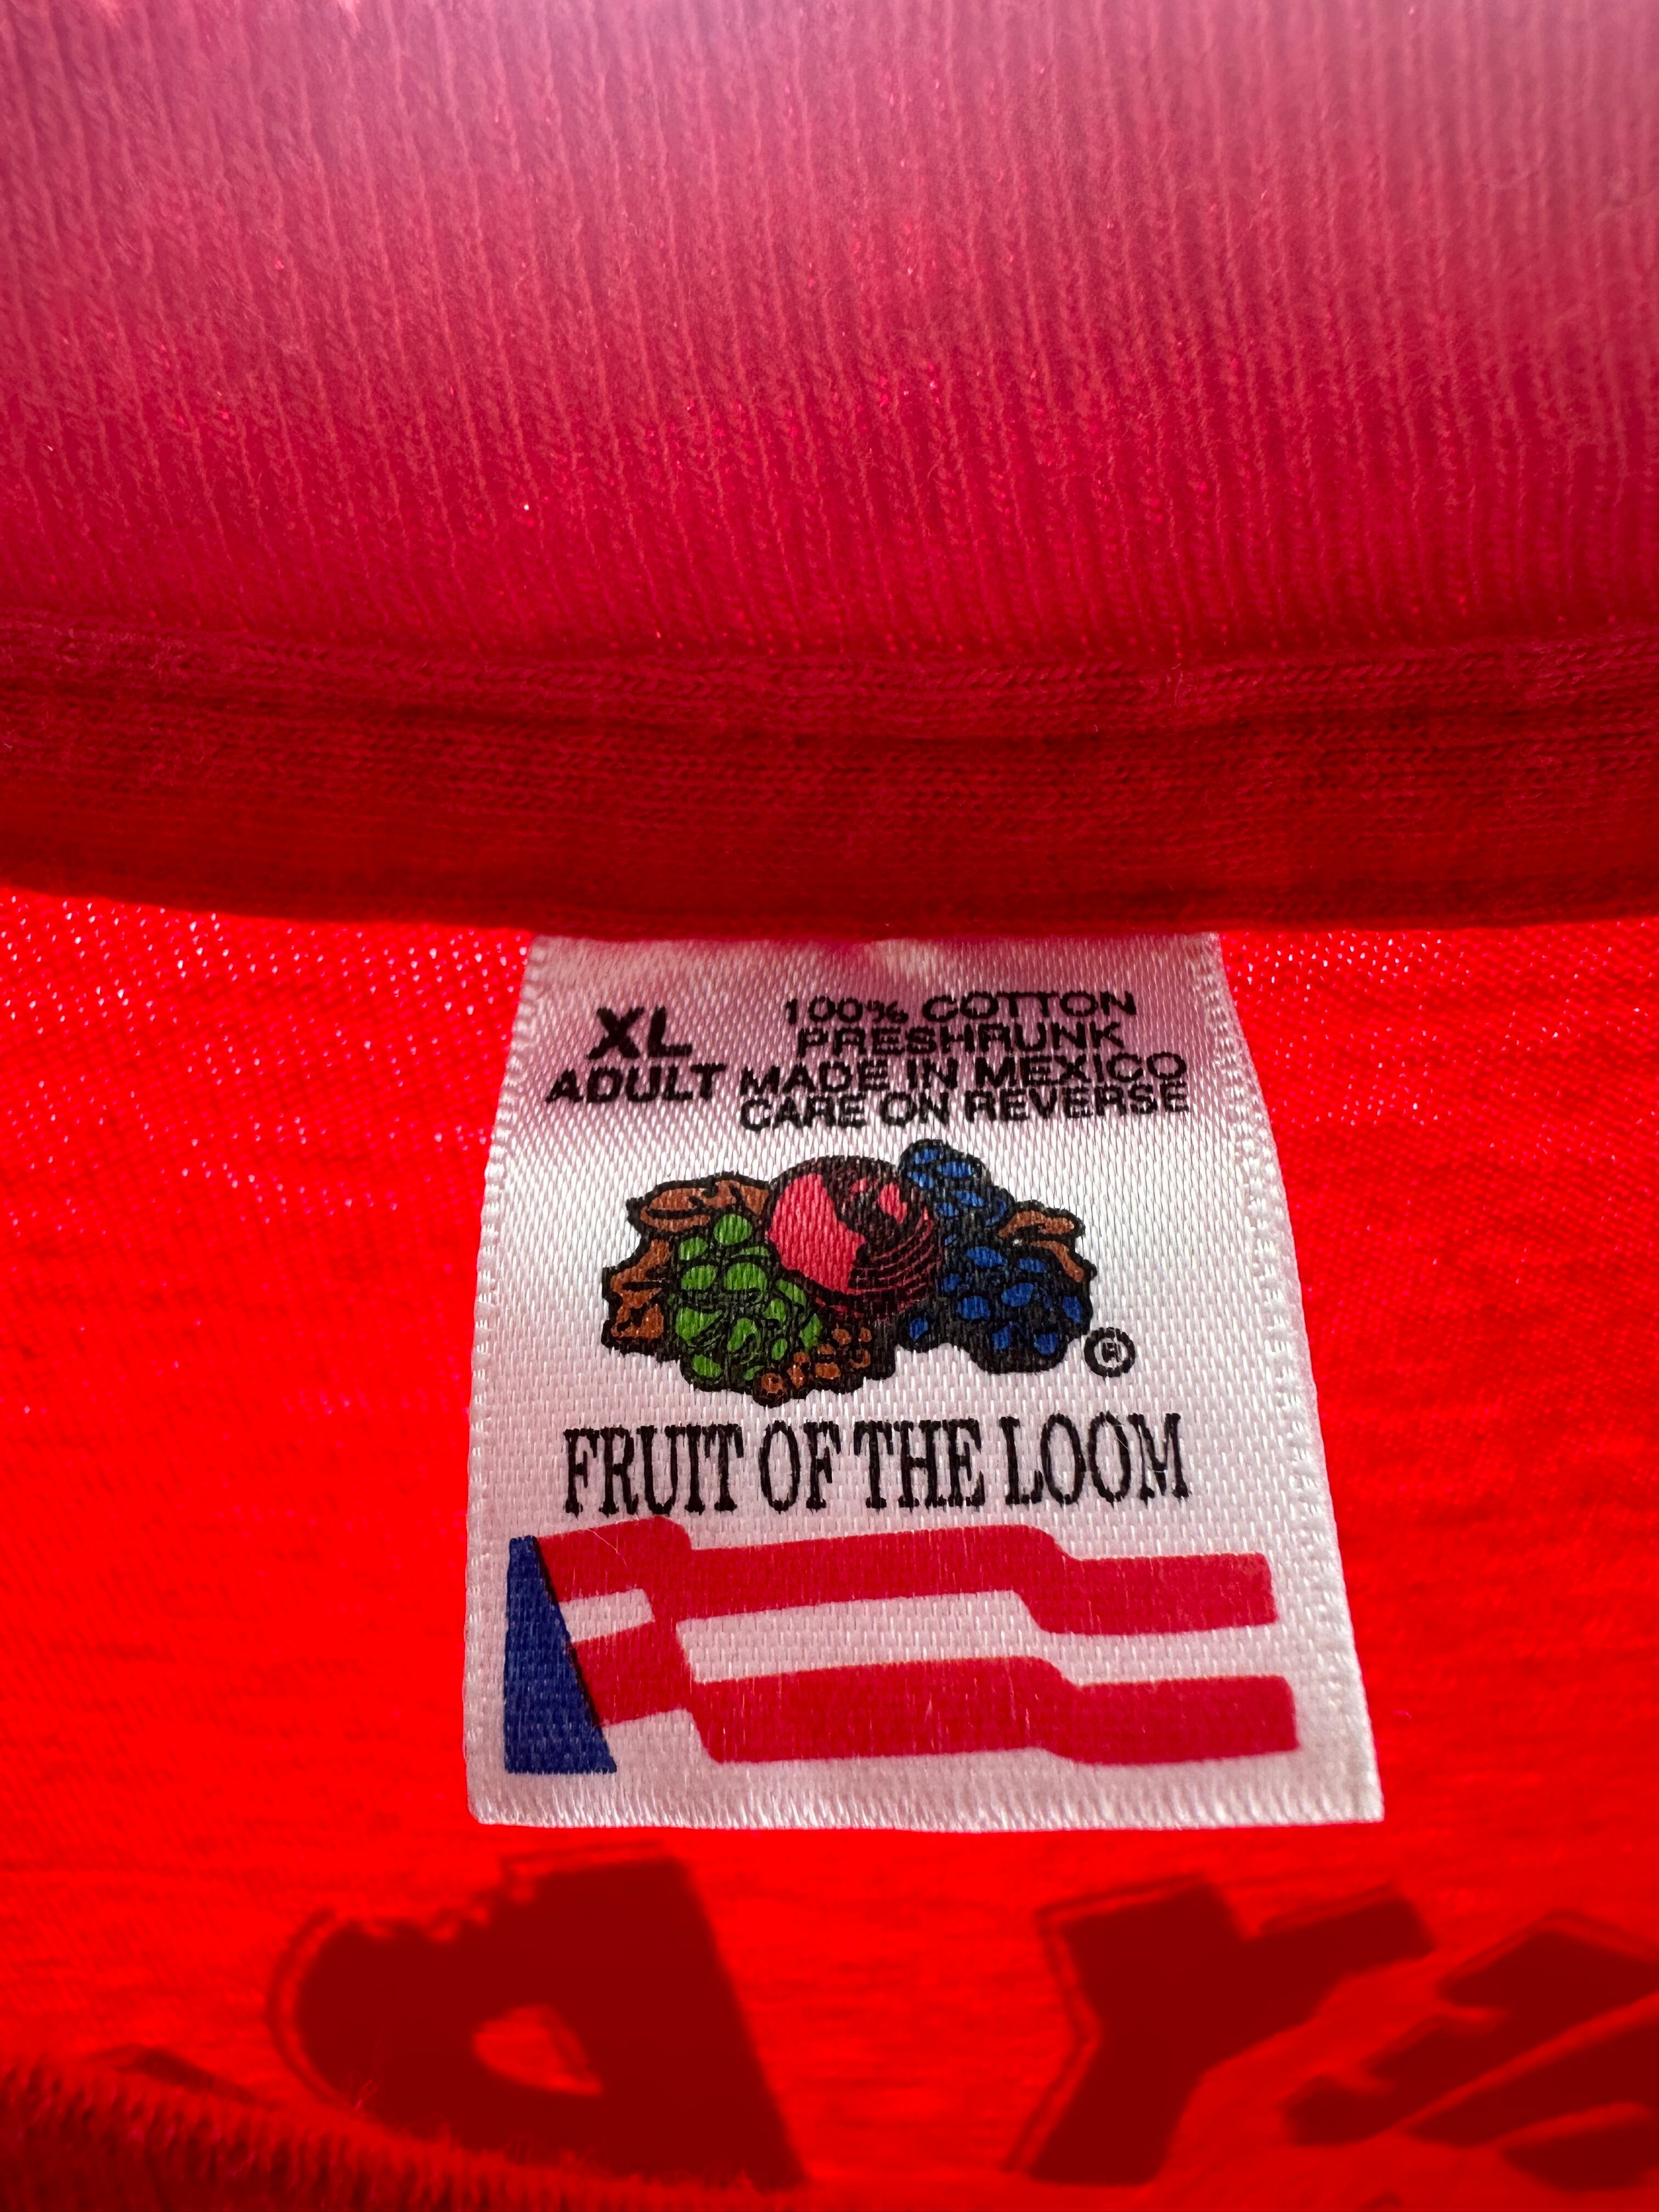 XL
ADULT
100% COTTON
PRESHRUNK
MADE IN MEXICO
CARE ON REVERSE
®
FRUIT OF THE LOOM